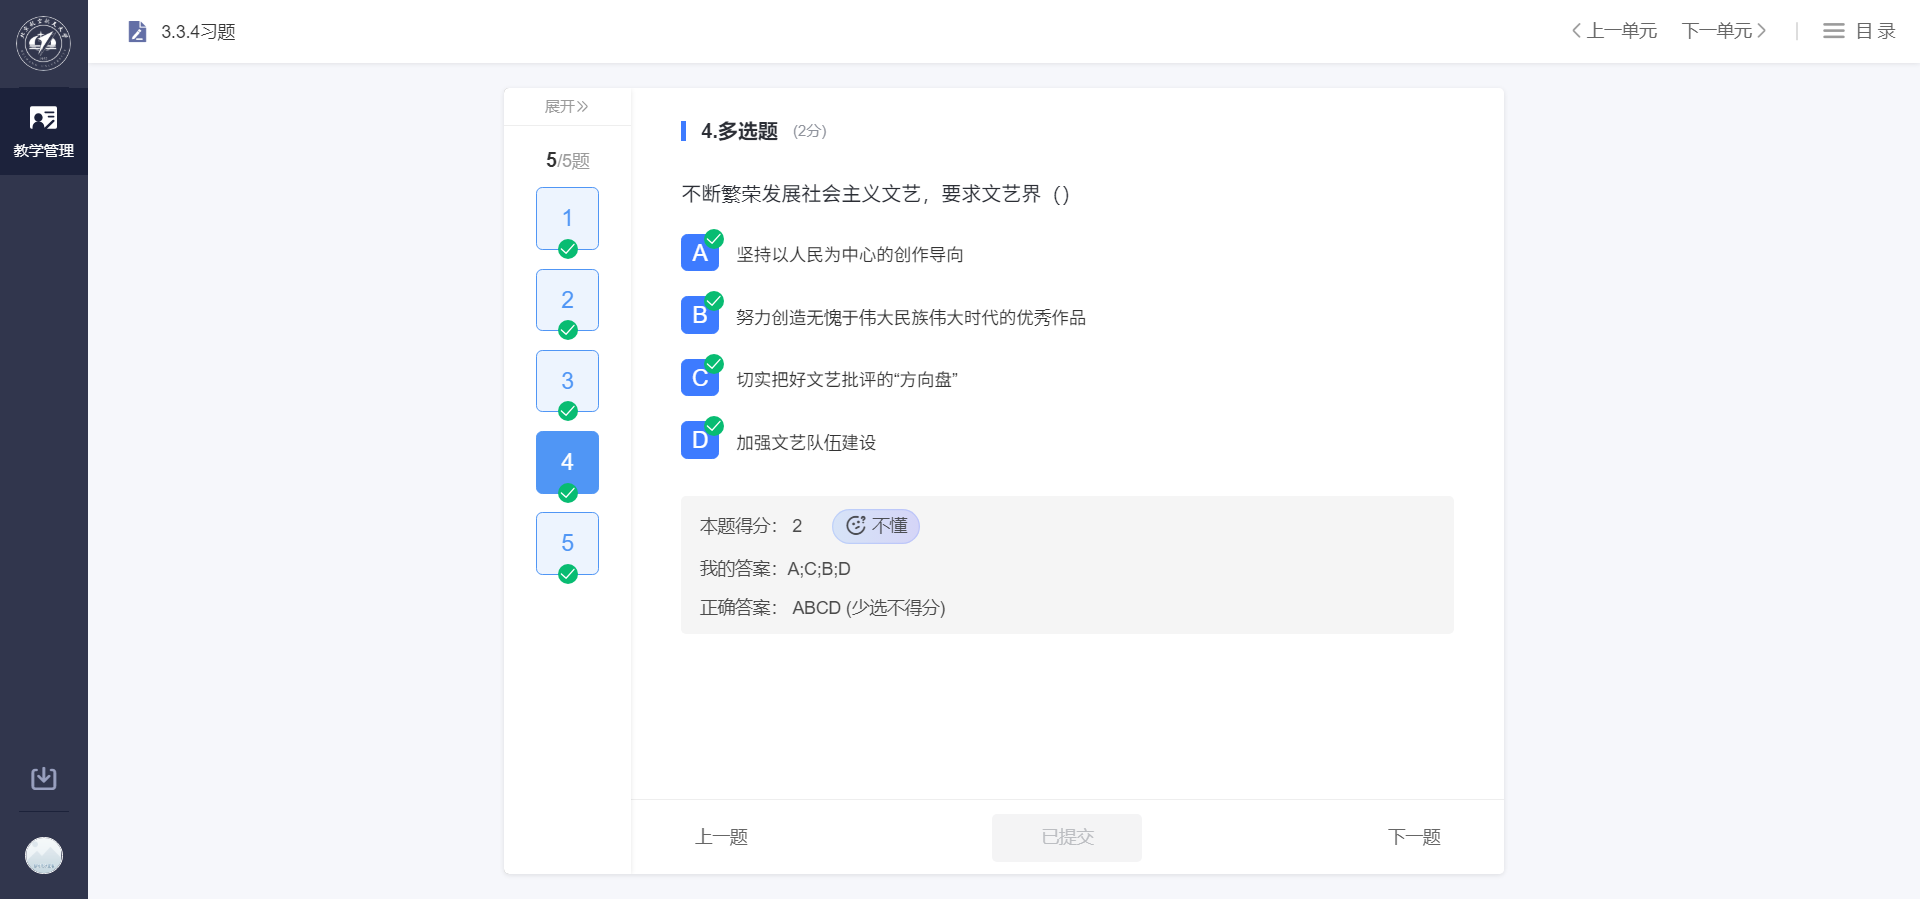 3.3.4习题
上一单元 下一单元 | 目录
教学管理
展开
5/5题
1
2
3
4
5
4.多选题 (2分)
不断繁荣发展社会主义文艺，要求文艺界（）
A 坚持以人民为中心的创作导向
B 努力创造无愧于伟大民族伟大时代的优秀作品
C 切实把好文艺批评的“方向盘”
D 加强文艺队伍建设
本题得分： 2 不懂
我的答案：A;C;B;D
正确答案： ABCD (少选不得分)
上一题 已提交 下一题